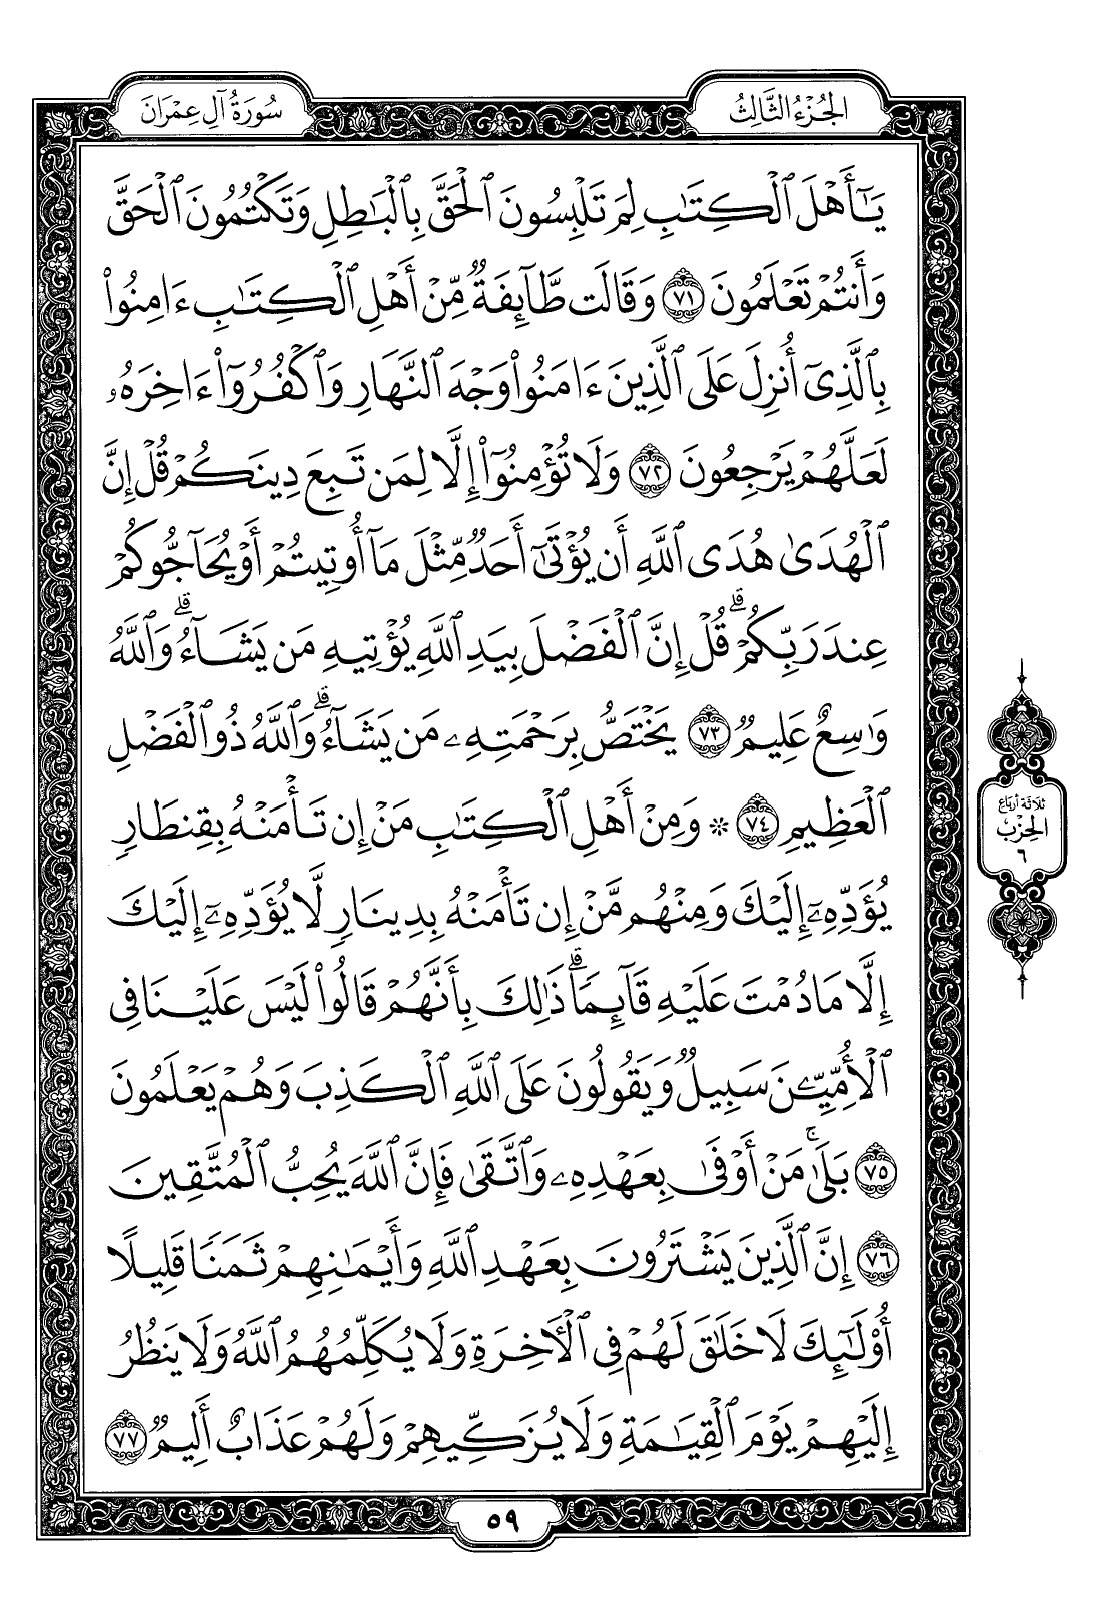 الجُزْءُ الثَّالِثُ
سُورَةُ آلِ عِمْرَانَ
يَـٰٓأَهْلَ ٱلْكِتَـٰبِ لِمَ تَلْبِسُونَ ٱلْحَقَّ بِٱلْبَـٰطِلِ وَتَكْتُمُونَ ٱلْحَقَّ
وَأَنتُمْ تَعْلَمُونَ ٧١ وَقَالَت طَّآئِفَةٌ مِّنْ أَهْلِ ٱلْكِتَـٰبِ ءَامِنُوا۟
بِٱلَّذِىٓ أُنزِلَ عَلَى ٱلَّذِينَ ءَامَنُوا۟ وَجْهَ ٱلنَّهَارِ وَٱكْفُرُوٓا۟ ءَاخِرَهُۥ
لَعَلَّهُمْ يَرْجِعُونَ ٧٢ وَلَا تُؤْمِنُوٓا۟ إِلَّا لِمَن تَبِعَ دِينَكُمْ قُلْ إِنَّ
ٱلْهُدَىٰ هُدَى ٱللَّهِ أَن يُؤْتَىٰٓ أَحَدٌ مِّثْلَ مَآ أُوتِيتُمْ أَوْ يُحَآجُّوكُمْ
عِندَ رَبِّكُمْ ۗ قُلْ إِنَّ ٱلْفَضْلَ بِيَدِ ٱللَّهِ يُؤْتِيهِ مَن يَشَآءُ ۗ وَٱللَّهُ
وَٰسِعٌ عَلِيمٌ ٧٣ يَخْتَصُّ بِرَحْمَتِهِۦ مَن يَشَآءُ ۗ وَٱللَّهُ ذُو ٱلْفَضْلِ
ٱلْعَظِيمِ ٧٤ ۞ وَمِنْ أَهْلِ ٱلْكِتَـٰبِ مَنْ إِن تَأْمَنْهُ بِقِنطَارٍ
يُؤَدِّهِۦٓ إِلَيْكَ وَمِنْهُم مَّنْ إِن تَأْمَنْهُ بِدِينَارٍ لَّا يُؤَدِّهِۦٓ إِلَيْكَ
إِلَّا مَا دُمْتَ عَلَيْهِ قَآئِمًا ۗ ذَٰلِكَ بِأَنَّهُمْ قَالُوا۟ لَيْسَ عَلَيْنَا فِى
ٱلْأُمِّيِّـۧنَ سَبِيلٌ وَيَقُولُونَ عَلَى ٱللَّهِ ٱلْكَذِبَ وَهُمْ يَعْلَمُونَ
٧٥ بَلَىٰ ۚ مَنْ أَوْفَىٰ بِعَهْدِهِۦ وَٱتَّقَىٰ فَإِنَّ ٱللَّهَ يُحِبُّ ٱلْمُتَّقِينَ
٧٦ إِنَّ ٱلَّذِينَ يَشْتَرُونَ بِعَهْدِ ٱللَّهِ وَأَيْمَـٰنِهِمْ ثَمَنًا قَلِيلًا
أُو۟لَـٰٓئِكَ لَا خَلَـٰقَ لَهُمْ فِى ٱلْـَٔاخِرَةِ وَلَا يُكَلِّمُهُمُ ٱللَّهُ وَلَا يَنظُرُ
إِلَيْهِمْ يَوْمَ ٱلْقِيَـٰمَةِ وَلَا يُزَكِّيهِمْ وَلَهُمْ عَذَابٌ أَلِيمٌ ٧٧
ثلاثة أرباع
الحِزْبُ
٦
٥٩